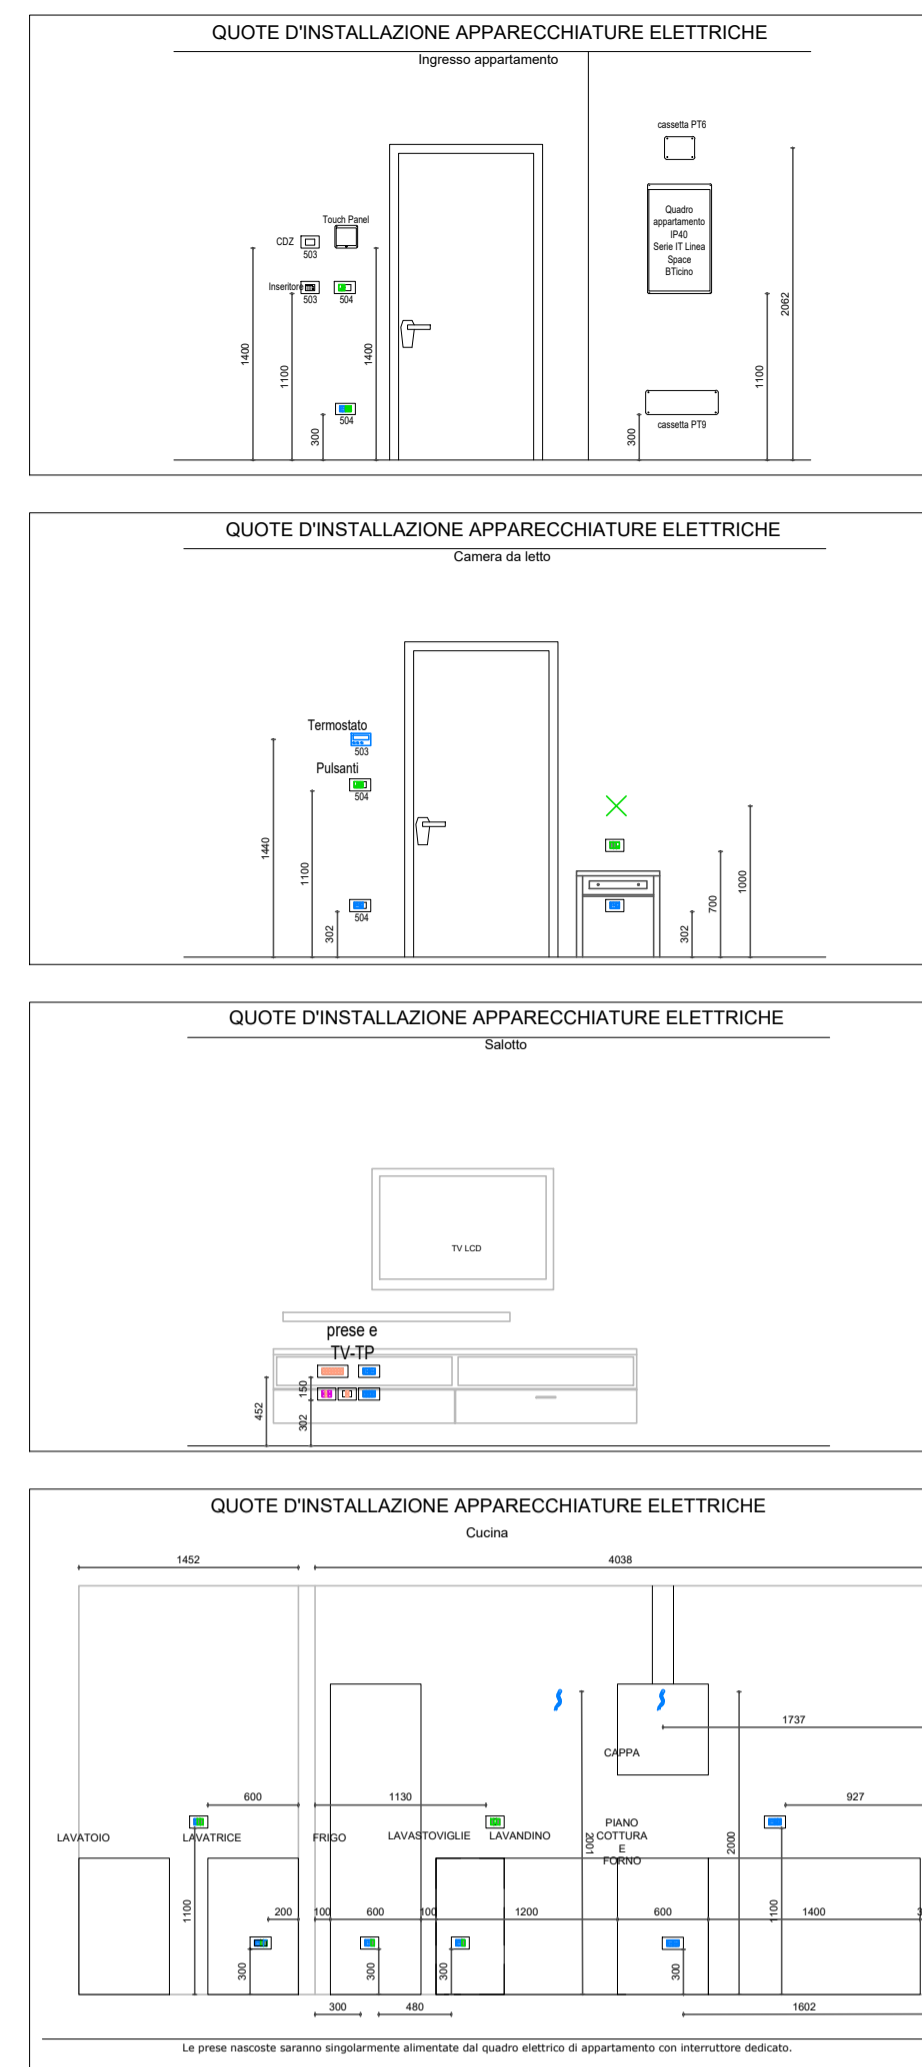 QUOTE D'INSTALLAZIONE APPARECCHIATURE ELETTRICHE
Ingresso appartamento
cassetta PT6
Touch Panel
CDZ
503
Inseritore
503
504
Quadro
appartamento
IP40
Serie IT Linea
Space
BTicino
2062
1400
1100
1400
1100
504
300
300
cassetta PT9
QUOTE D'INSTALLAZIONE APPARECCHIATURE ELETTRICHE
Camera da letto
Termostato
503
Pulsanti
504
1440
1100
504
302
302
700
1000
QUOTE D'INSTALLAZIONE APPARECCHIATURE ELETTRICHE
Salotto
TV LCD
prese e
TV-TP
150
452
302
QUOTE D'INSTALLAZIONE APPARECCHIATURE ELETTRICHE
Cucina
1452
4038
1737
CAPPA
600
1130
927
LAVATOIO
LAVATRICE
FRIGO
LAVASTOVIGLIE
LAVANDINO
PIANO
COTTURA
E
FORNO
2001
2000
1100
200
100
600
100
1200
600
1100
1400
3
300
300
300
300
300
480
1602
Le prese nascoste saranno singolarmente alimentate dal quadro elettrico di appartamento con interruttore dedicato.